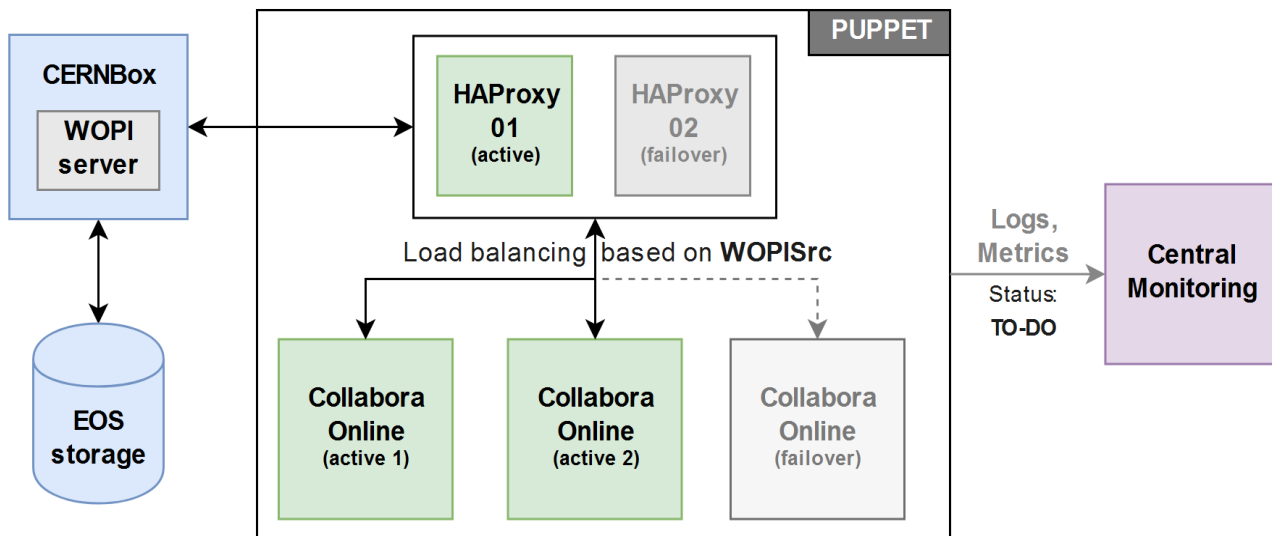 PUPPET
CERNBox
WOPI
server
HAProxy
01
(active)
HAProxy
02
(failover)
Load balancing based on WOPISrc
Logs,
Metrics
Status:
TO-DO
Central
Monitoring
EOS
storage
Collabora
Online
(active 1)
Collabora
Online
(active 2)
Collabora
Online
(failover)